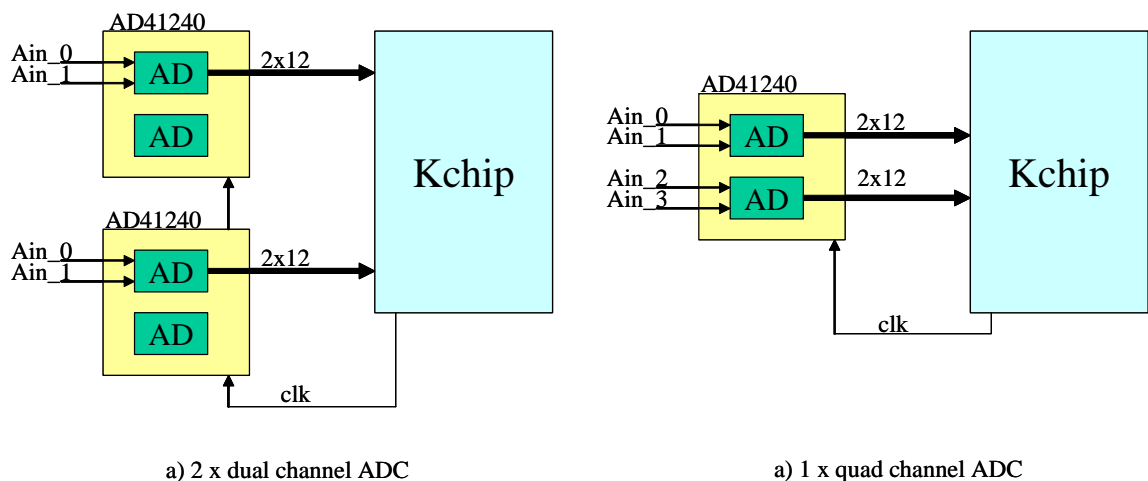 AD41240
Ain_0
Ain_1
AD
2x12
AD
AD41240
Ain_0
Ain_1
AD
2x12
AD
clk
Kchip
a) 2 x dual channel ADC
AD41240
Ain_0
Ain_1
AD
2x12
Ain_2
Ain_3
AD
2x12
clk
Kchip
a) 1 x quad channel ADC